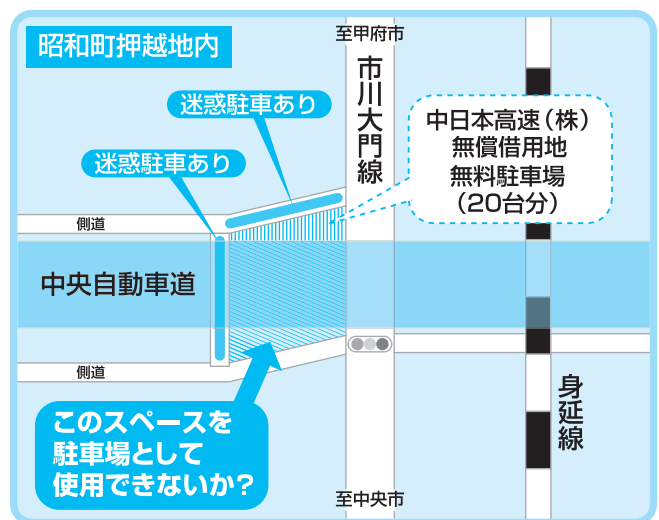 昭和町押越地内
至甲府市
市川大門線
迷惑駐車あり
迷惑駐車あり
中日本高速（株）
無償借用地
無料駐車場
（20台分）
側道
中央自動車道
側道
このスペースを
駐車場として
使用できないか？
身延線
至中央市